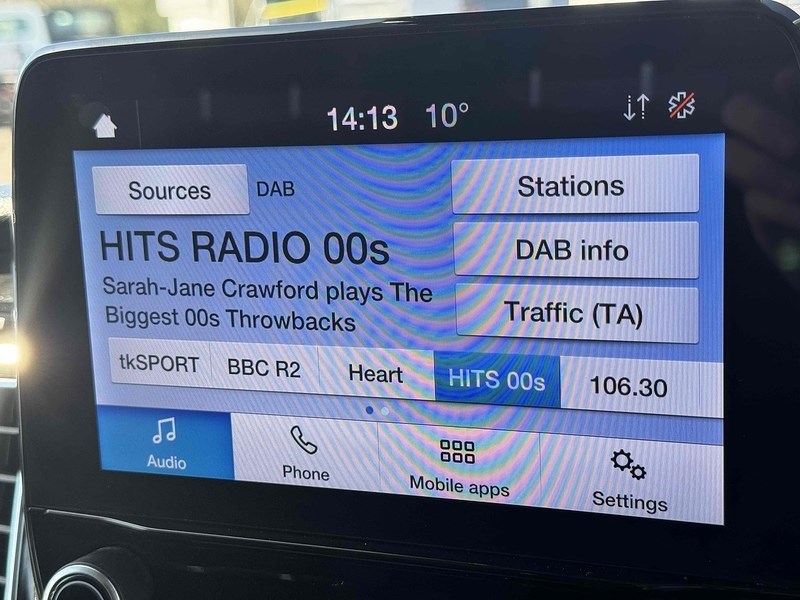 14:13 10°
Sources DAB
Stations
HITS RADIO 00s
DAB info
Sarah-Jane Crawford plays The
Biggest 00s Throwbacks
Traffic (TA)
tkSPORT BBC R2 Heart HITS 00s 106.30
Audio Phone Mobile apps Settings